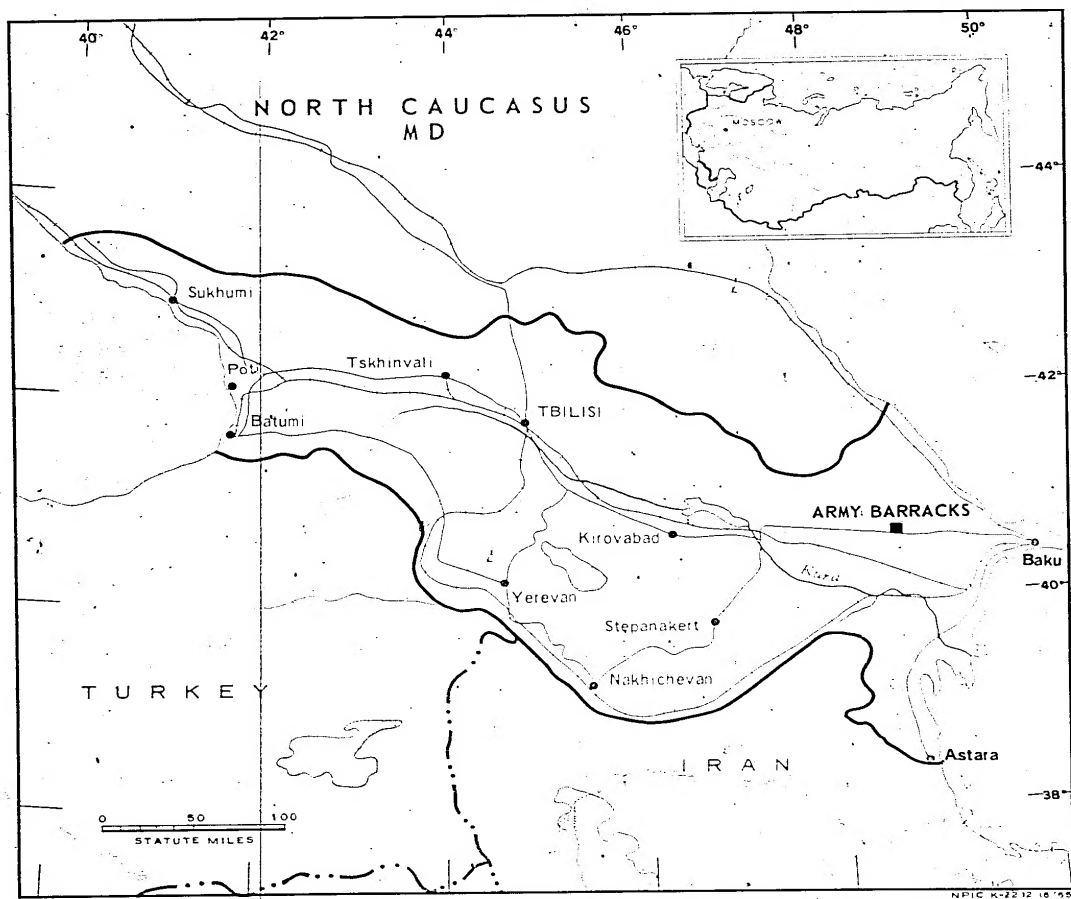 40°
42°
44°
46°
48°
50°
NORTH CAUCASUS
MD
MOSCOW
—44°
Sukhumi
Poti
Tskhinvali
—42°
Batumi
TBILISI
ARMY BARRACKS
Kirovabad
Kura
Baku
—40°
Yerevan
Stepanakert
TURKEY
Nakhichevan
IRAN
Astara
—38°
0 50 100
STATUTE MILES